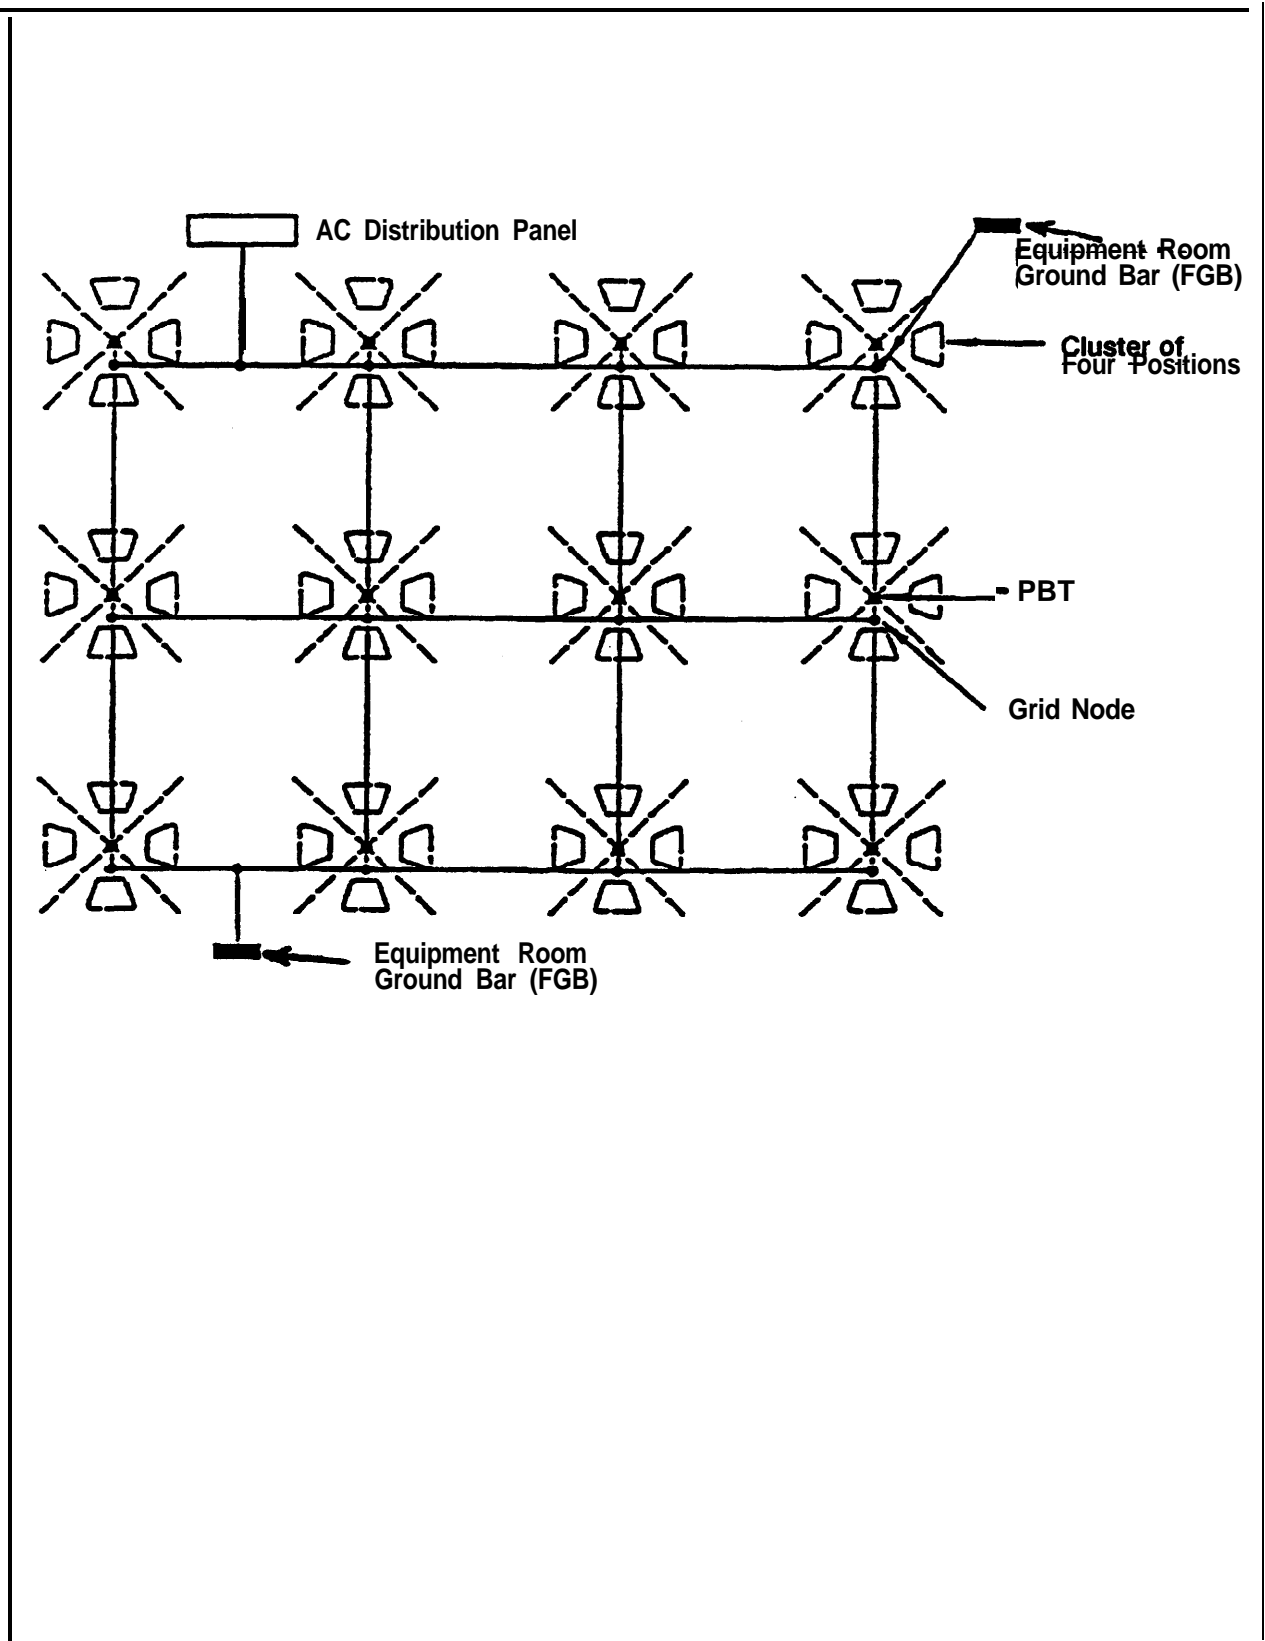 AC Distribution Panel
Equipment Room
Ground Bar (FGB)
Cluster of
Four Positions
PBT
Grid Node
Equipment Room
Ground Bar (FGB)